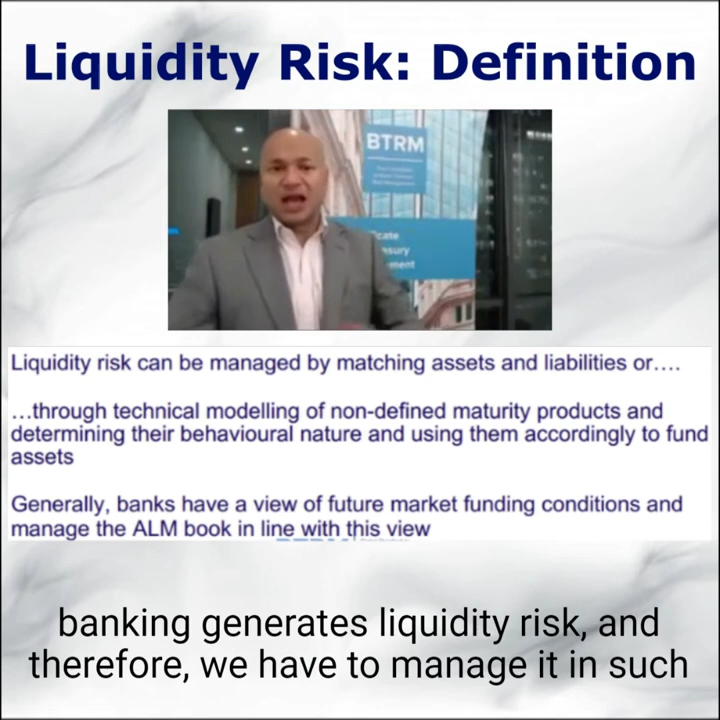 Liquidity Risk: Definition
BTRM
cate
asury
ment
Liquidity risk can be managed by matching assets and liabilities or….
…through technical modelling of non-defined maturity products and
determining their behavioural nature and using them accordingly to fund
assets
Generally, banks have a view of future market funding conditions and
manage the ALM book in line with this view
banking generates liquidity risk, and
therefore, we have to manage it in such